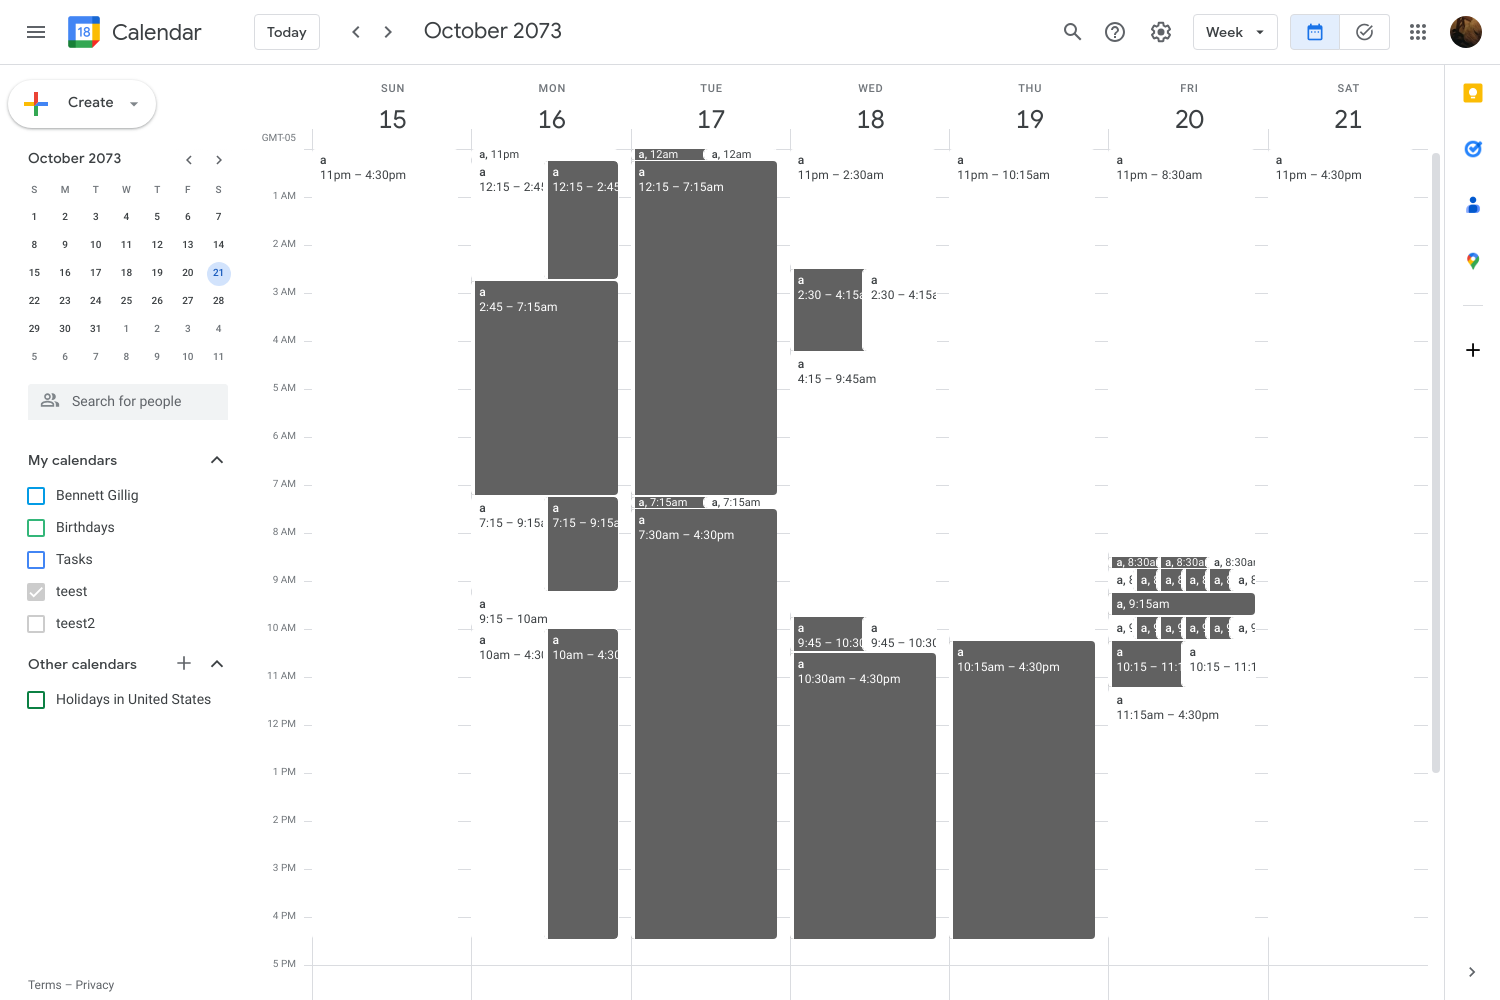 18 Calendar Today October 2073 Week
Create
October 2073
S M T W T F S
1 2 3 4 5 6 7
8 9 10 11 12 13 14
15 16 17 18 19 20 21
22 23 24 25 26 27 28
29 30 31 1 2 3 4
5 6 7 8 9 10 11
Search for people
My calendars
Bennett Gillig
Birthdays
Tasks
teest
teest2
Other calendars
Holidays in United States
Terms – Privacy
SUN MON TUE WED THU FRI SAT
15 16 17 18 19 20 21
GMT-05
1 AM
2 AM
3 AM
4 AM
5 AM
6 AM
7 AM
8 AM
9 AM
10 AM
11 AM
12 PM
1 PM
2 PM
3 PM
4 PM
5 PM
a
11pm – 4:30pm
a, 11pm
a
12:15 – 2:45
a
12:15 – 2:45
a
2:45 – 7:15am
a
7:15 – 9:15a
a
7:15 – 9:15a
a
9:15 – 10am
a
10am – 4:30
a
10am – 4:30
a, 12am
a, 12am
a
12:15 – 7:15am
a, 7:15am
a, 7:15am
a
7:30am – 4:30pm
a
11pm – 2:30am
a
2:30 – 4:15a
a
2:30 – 4:15a
a
4:15 – 9:45am
a
9:45 – 10:30
a
9:45 – 10:30
a
10:30am – 4:30pm
a
11pm – 10:15am
a
10:15am – 4:30pm
a
11pm – 8:30am
a, 8:30a
a, 8:30a
a, 8:30am
a, 8
a, 8
a, 8
a, 8
a, 8
a, 8
a, 9:15am
a, 9
a, 9
a, 9
a, 9
a, 9
a, 9
a
10:15 – 11:1
a
10:15 – 11:1
a
11:15am – 4:30pm
a
11pm – 4:30pm